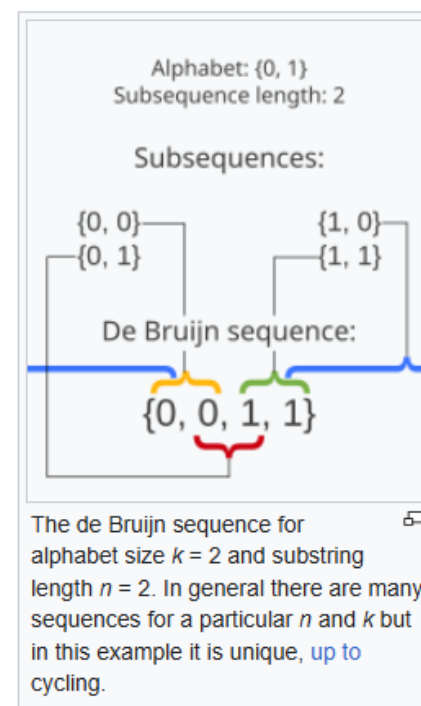 Alphabet: {0, 1}
Subsequence length: 2
Subsequences:
{0, 0} {1, 0}
{0, 1} {1, 1}
De Bruijn sequence:
{0, 0, 1, 1}
The de Bruijn sequence for
alphabet size k = 2 and substring
length n = 2. In general there are many
sequences for a particular n and k but
in this example it is unique, up to
cycling.